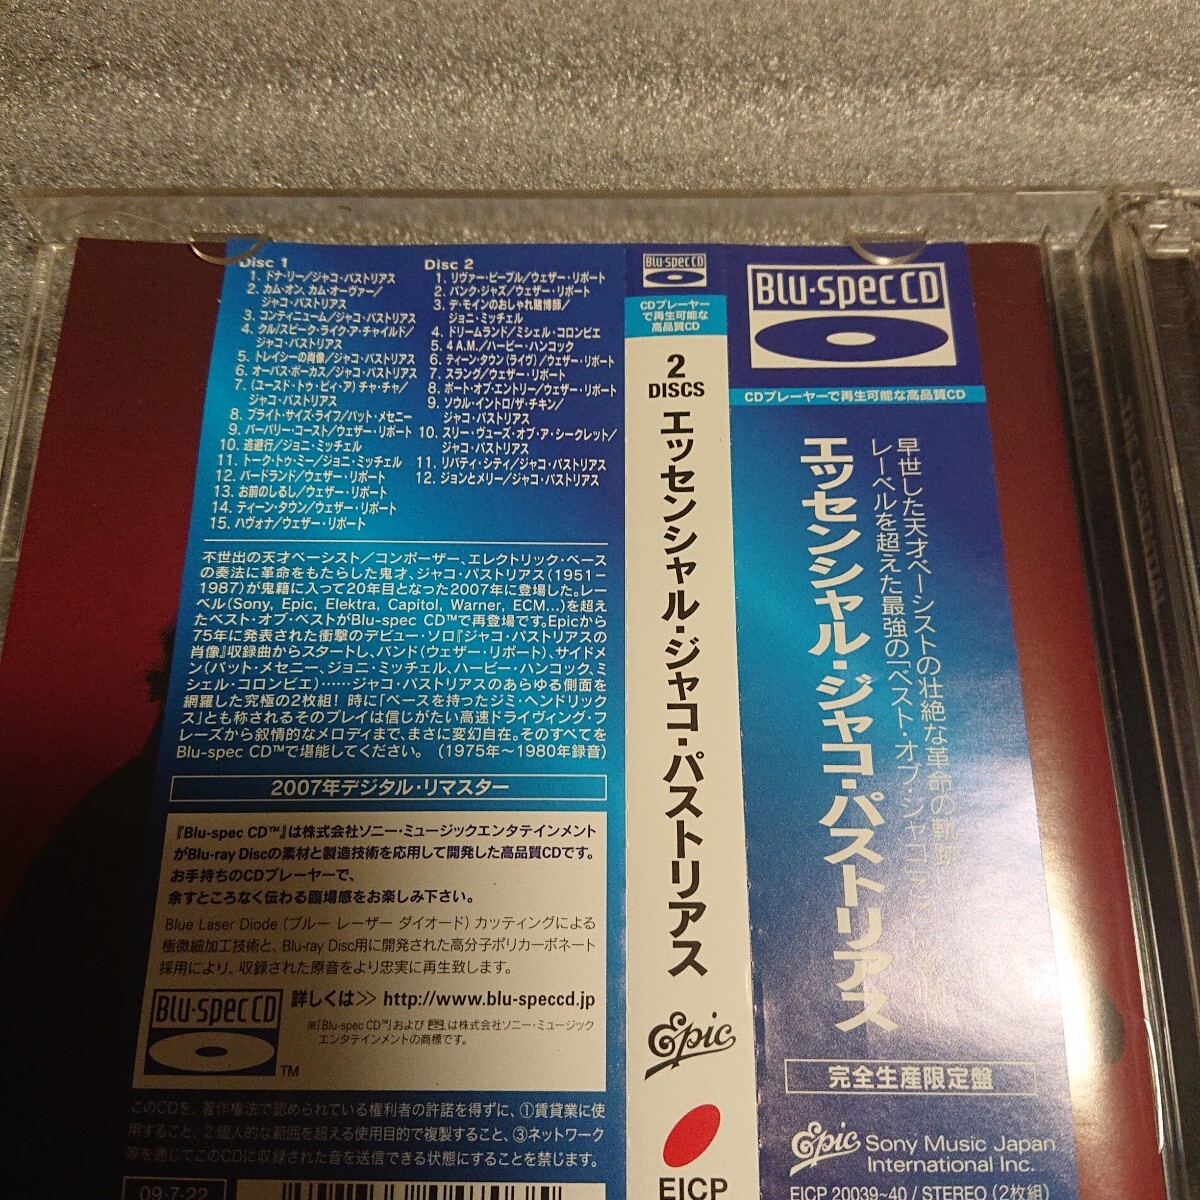 Disc 1
1. ドナ・リー/ジャコ・パストリアス
2. カム・オン、カム・オーヴァー/
ジャコ・パストリアス
3. コンティニューム/ジャコ・パストリアス
4. クル/スピーク・ライク・ア・チャイルド/
ジャコ・パストリアス
5. トレイシーの肖像/ジャコ・パストリアス
6. オーパス・ポーカス/ジャコ・パストリアス
7. (ユースド・トゥ・ビィ・ア)チャ・チャ/
ジャコ・パストリアス
8. ブライト・サイズ・ライフ/パット・メセニー
9. バーバリー・コースト/ウェザー・リポート
10. 逃避行/ジョニ・ミッチェル
11. トーク・トゥ・ミー/ジョニ・ミッチェル
12. バードランド/ウェザー・リポート
13. お前のしるし/ウェザー・リポート
14. ティーン・タウン/ウェザー・リポート
15. ハヴォナ/ウェザー・リポート
Disc 2
1. リヴァー・ピープル/ウェザー・リポート
2. パンク・ジャズ/ウェザー・リポート
3. デ・モインのおしゃれ賭博師/
ジョニ・ミッチェル
4. ドリームランド/ミシェル・コロンビエ
5. 4 A.M./ハービー・ハンコック
6. ティーン・タウン(ライヴ)/ウェザー・リポート
7. スラング/ウェザー・リポート
8. ポート・オブ・エントリー/ウェザー・リポート
9. ソウル・イントロ/ザ・チキン/
ジャコ・パストリアス
10. スリー・ヴューズ・オブ・ア・シークレット/
ジャコ・パストリアス
11. リバティ・シティ/ジャコ・パストリアス
12. ジョンとメリー/ジャコ・パストリアス
不世出の天才ベーシスト/コンポーザー、エレクトリック・ベース
の奏法に革命をもたらした鬼才、ジャコ・パストリアス(1951－
1987)が鬼籍に入って20年目となった2007年に登場した。レー
ベル(Sony, Epic, Elektra, Capitol, Warner, ECM...)を超え
たベスト・オブ・ベストがBlu-spec CD™で再登場です。Epicから
75年に発表された衝撃のデビュー・ソロ『ジャコ・パストリアスの
肖像』収録曲からスタートし、バンド(ウェザー・リポート)、サイドメ
ン(パット・メセニー、ジョニ・ミッチェル、ハービー・ハンコック、ミ
シェル・コロンビエ)……ジャコ・パストリアスのあらゆる側面を
網羅した究極の2枚組! 時に「ベースを持ったジミ・ヘンドリック
ス」とも称されるそのプレイは信じがたい高速ドライヴィング・フ
レーズから叙情的なメロディまで、まさに変幻自在。そのすべてを
Blu-spec CD™で堪能してください。 (1975年～1980年録音)
2007年デジタル・リマスター
『Blu-spec CD™』は株式会社ソニー・ミュージックエンタテインメント
がBlu-ray Discの素材と製造技術を応用して開発した高品質CDです。
お手持ちのCDプレーヤーで、
余すところなく伝わる臨場感をお楽しみ下さい。
Blue Laser Diode (ブルー レーザー ダイオード) カッティングによる
極微細加工技術と、Blu-ray Disc用に開発された高分子ポリカーボネート
採用により、収録された原音をより忠実に再生致します。
Blu-spec CD
TM
詳しくは>> http://www.blu-speccd.jp
※『Blu-spec CD™』および は株式会社ソニー・ミュージック
エンタテインメントの商標です。
このCDを、著作権法で認められている権利者の許諾を得ずに、①賃貸業に使
用すること、②個人的な範囲を超える使用目的で複製すること、③ネットワーク
等を通じてこのCDに収録された音を送信できる状態にすることを禁じます。
09・7・22
Blu-spec CD
CDプレーヤー
で再生可能な
高品質CD
2
DISCS
エッセンシャル・ジャコ・パストリアス
Epic
EICP
Blu-spec CD
CDプレーヤーで再生可能な高品質CD
早世した天才ベーシストの壮絶な革命の軌跡
レーベルを超えた最強の「ベスト・オブ・ジャコ
エッセンシャル・ジャコ・パストリアス
完全生産限定盤
Epic Sony Music Japan
International Inc.
EICP 20039~40 / STEREO (2枚組)